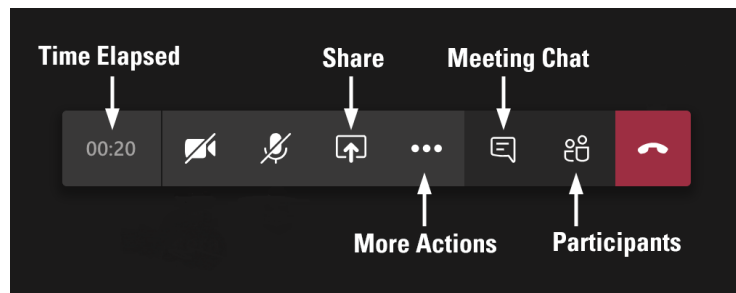 Time Elapsed
Share
Meeting Chat
00:20
More Actions
Participants